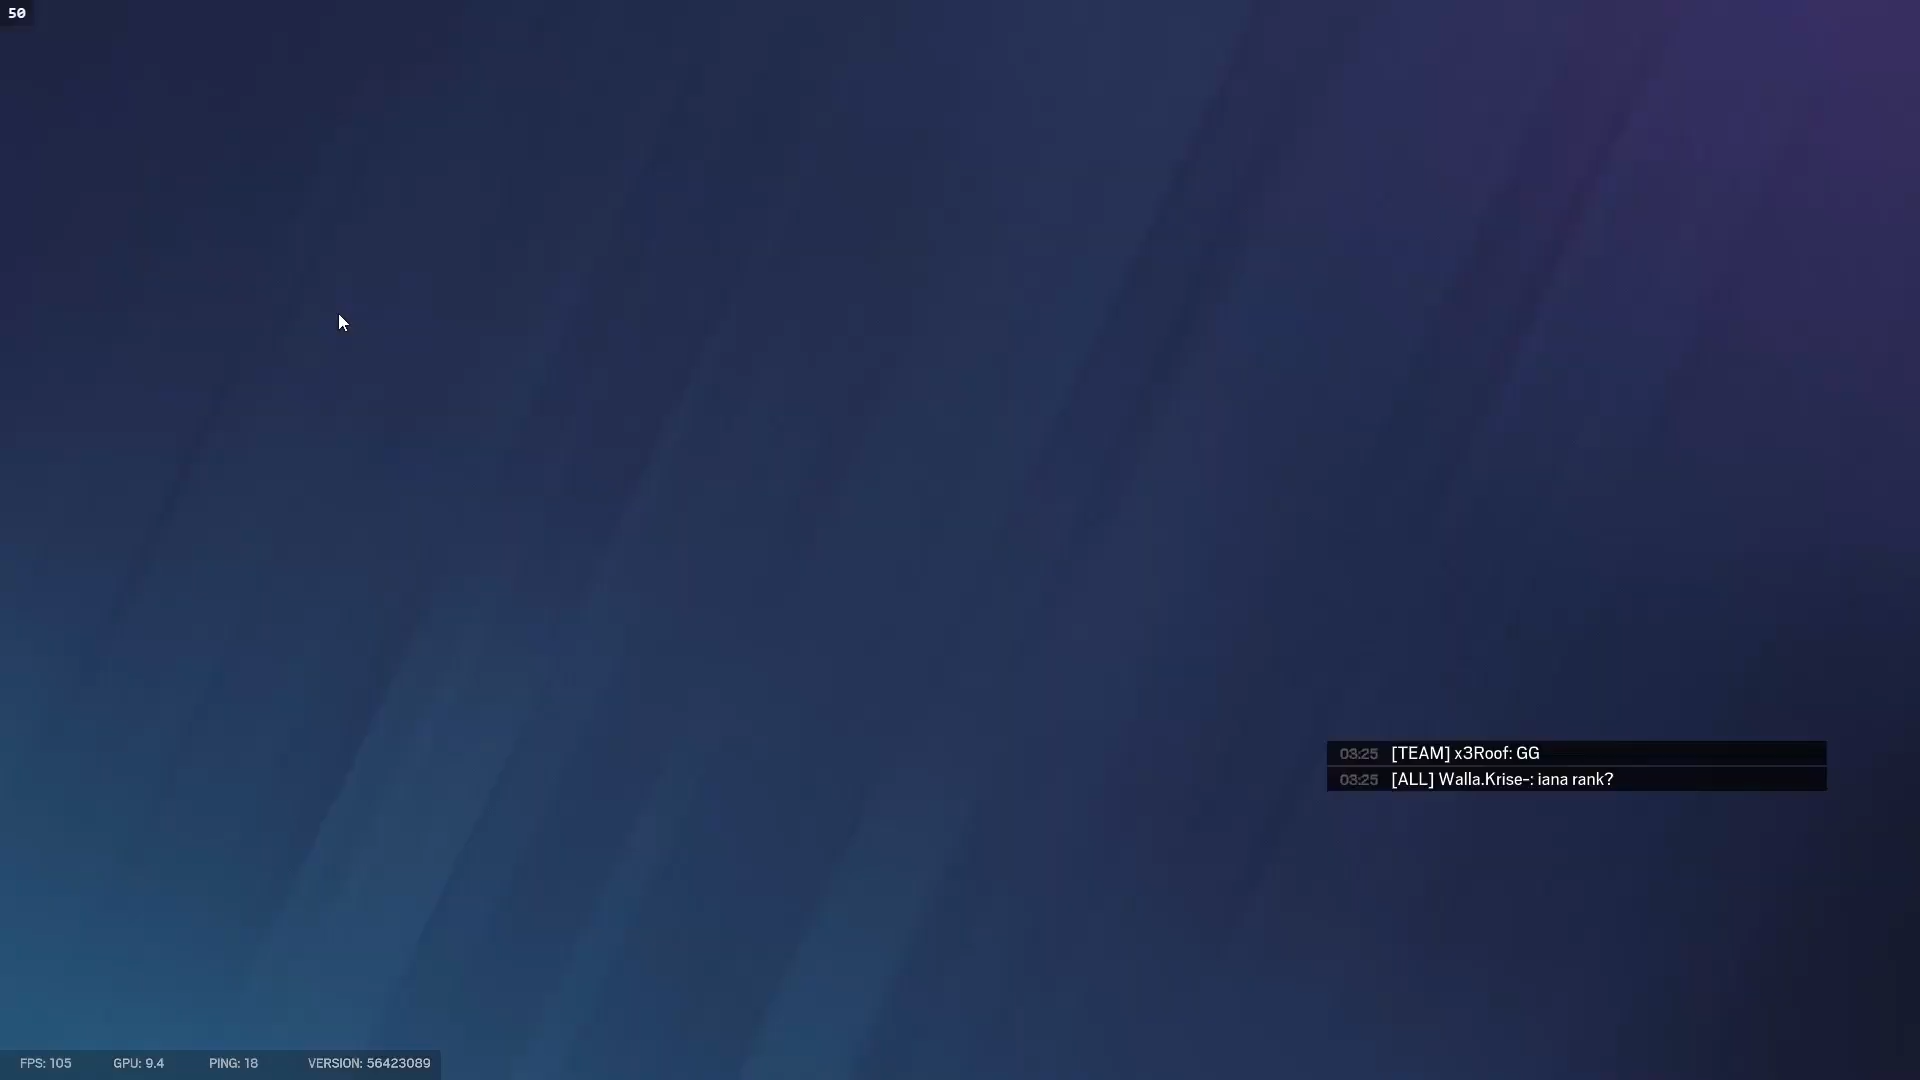 50
03:25 [TEAM] x3Roof: GG
03:25 [ALL] Walla.Krise-: iana rank?
FPS: 105 GPU: 9.4 PING: 18 VERSION: 56423089